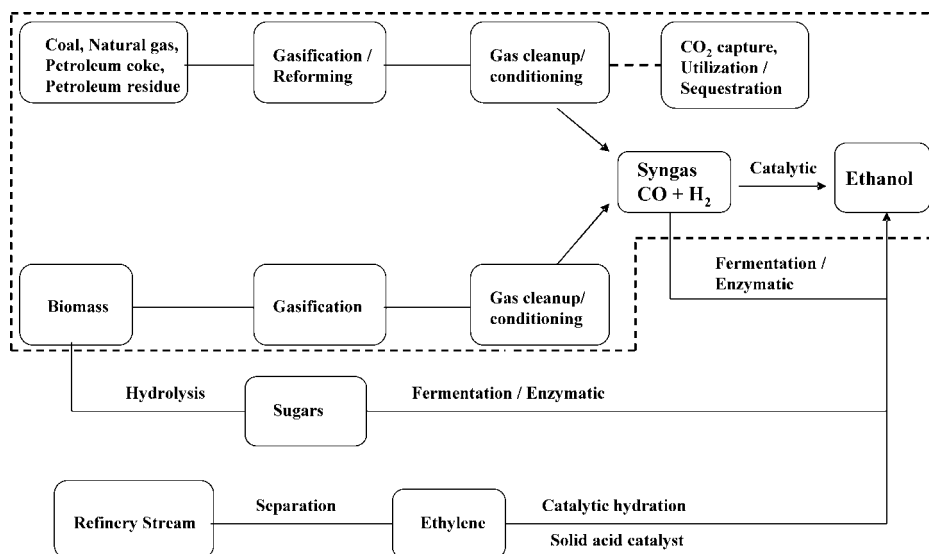 Coal, Natural gas,
Petroleum coke,
Petroleum residue
Gasification /
Reforming
Gas cleanup/
conditioning
CO2 capture,
Utilization /
Sequestration
Syngas
CO + H2
Catalytic
Ethanol
Fermentation /
Enzymatic
Biomass
Gasification
Gas cleanup/
conditioning
Hydrolysis
Sugars
Fermentation / Enzymatic
Refinery Stream
Separation
Ethylene
Catalytic hydration
Solid acid catalyst